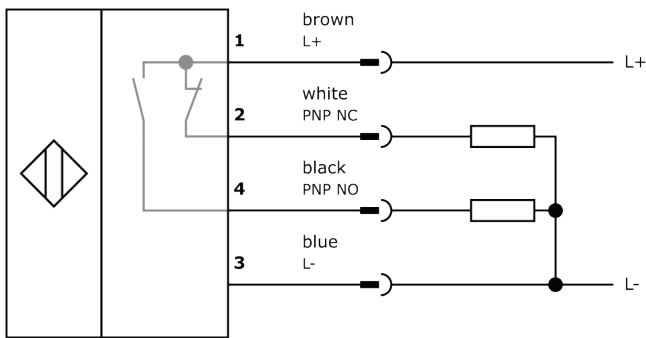 brown
1 L+
L+
white
2 PNP NC
black
4 PNP NO
blue
3 L-
L-